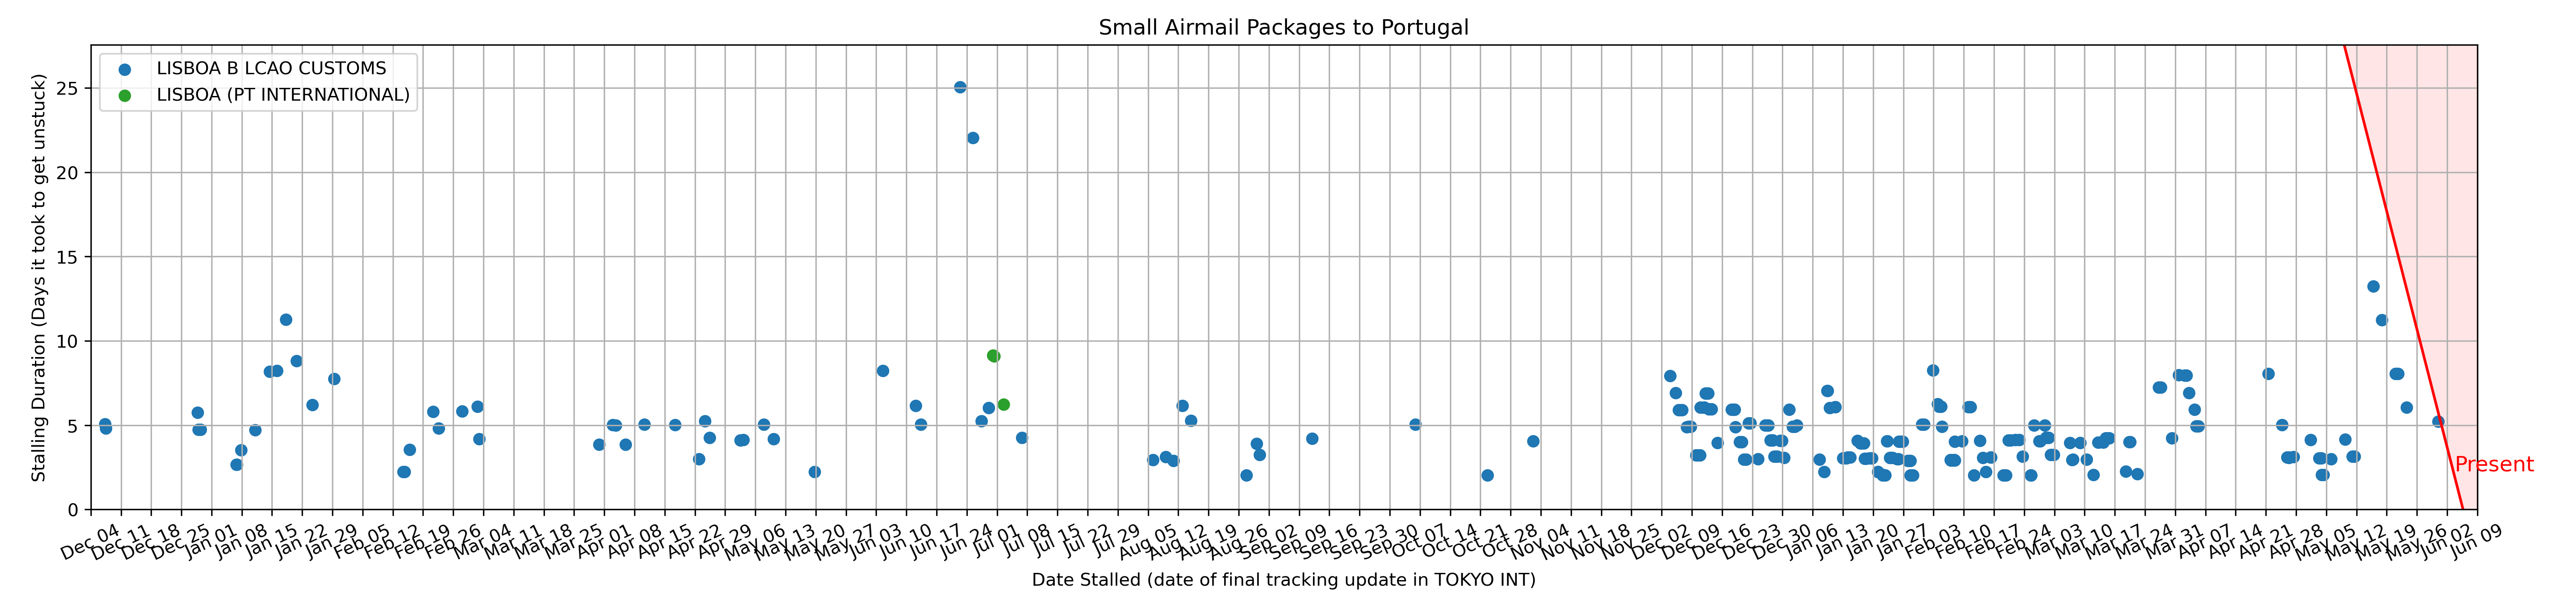 Small Airmail Packages to Portugal
LISBOA B LCAO CUSTOMS
LISBOA (PT INTERNATIONAL)
Stalling Duration (Days it took to get unstuck)
25
20
15
10
5
0
Present
Dec 04
Dec 11
Dec 18
Dec 25
Jan 01
Jan 08
Jan 15
Jan 22
Jan 29
Feb 05
Feb 12
Feb 19
Feb 26
Mar 04
Mar 11
Mar 18
Mar 25
Apr 01
Apr 08
Apr 15
Apr 22
Apr 29
May 06
May 13
May 20
May 27
Jun 03
Jun 10
Jun 17
Jun 24
Jul 01
Jul 08
Jul 15
Jul 22
Jul 29
Aug 05
Aug 12
Aug 19
Aug 26
Sep 02
Sep 09
Sep 16
Sep 23
Sep 30
Oct 07
Oct 14
Oct 21
Oct 28
Nov 04
Nov 11
Nov 18
Nov 25
Dec 02
Dec 09
Dec 16
Dec 23
Dec 30
Jan 06
Jan 13
Jan 20
Jan 27
Feb 03
Feb 10
Feb 17
Feb 24
Mar 03
Mar 10
Mar 17
Mar 24
Mar 31
Apr 07
Apr 14
Apr 21
Apr 28
May 05
May 12
May 19
May 26
Jun 02
Jun 09
Date Stalled (date of final tracking update in TOKYO INT)